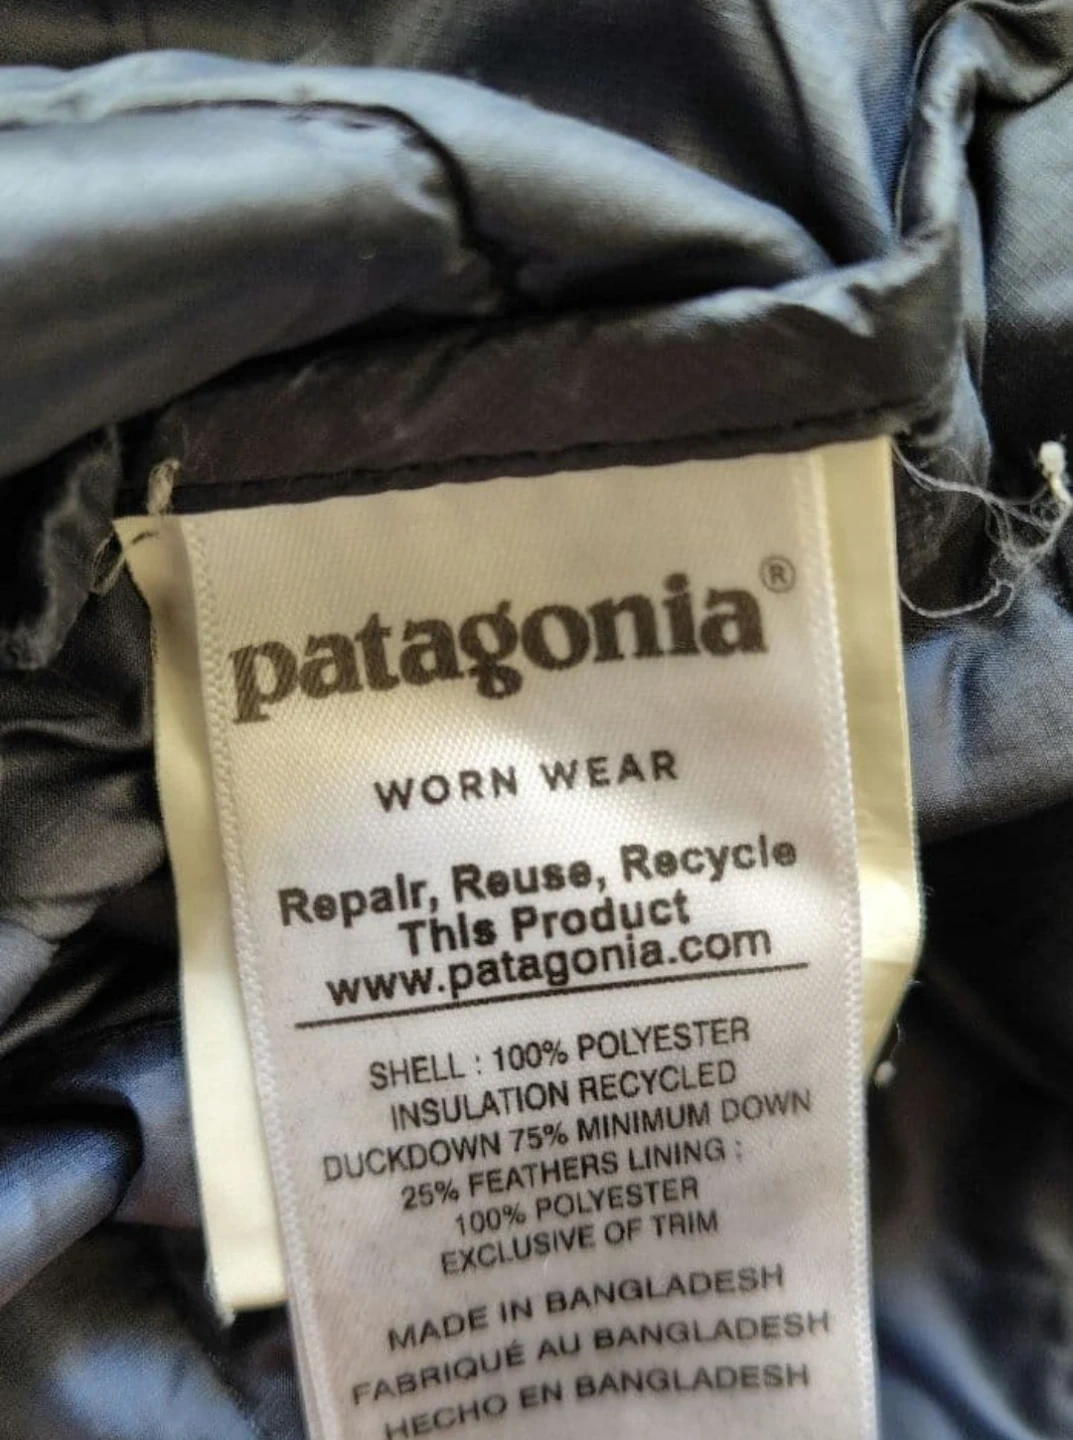 patagonia®
WORN WEAR
Repair, Reuse, Recycle
This Product
www.patagonia.com
SHELL : 100% POLYESTER
INSULATION RECYCLED
DUCKDOWN 75% MINIMUM DOWN
25% FEATHERS LINING :
100% POLYESTER
EXCLUSIVE OF TRIM
MADE IN BANGLADESH
FABRIQUÉ AU BANGLADESH
HECHO EN BANGLADESH